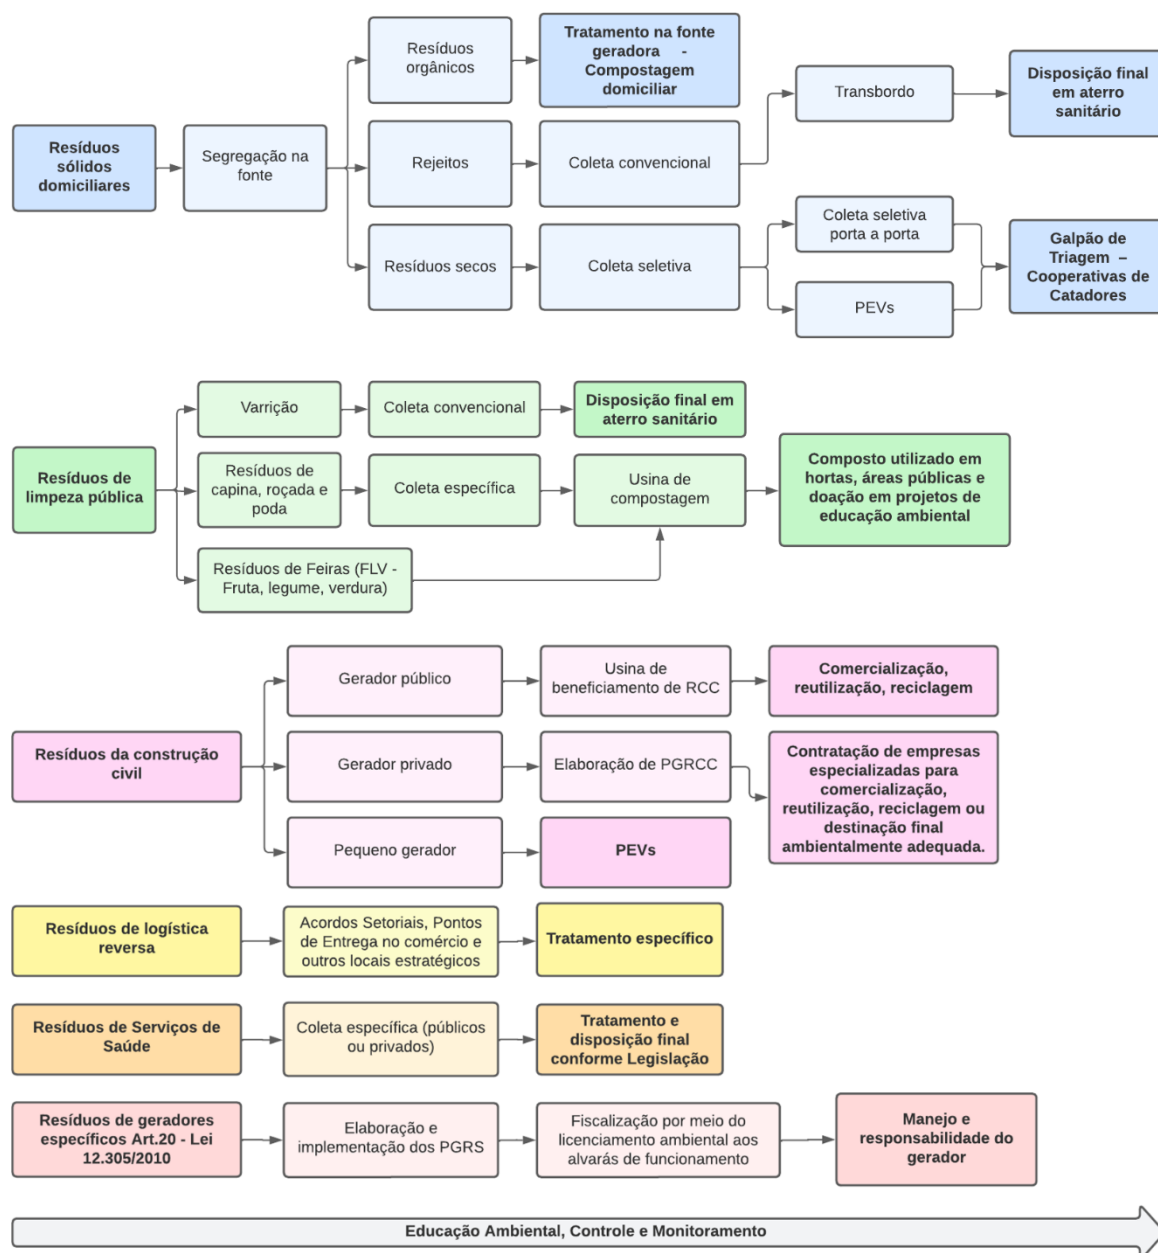 Resíduos
sólidos
domiciliares
Segregação na
fonte
Resíduos
orgânicos
Tratamento na fonte
geradora -
Compostagem
domiciliar
Rejeitos
Coleta convencional
Transbordo
Disposição final
em aterro
sanitário
Resíduos secos
Coleta seletiva
Coleta seletiva
porta a porta
PEVs
Galpão de
Triagem –
Cooperativas de
Catadores
Resíduos de
limpeza pública
Varrição
Coleta convencional
Disposição final em
aterro sanitário
Resíduos de
capina, roçada e
poda
Coleta específica
Usina de
compostagem
Composto utilizado em
hortas, áreas públicas e
doação em projetos de
educação ambiental
Resíduos de Feiras (FLV -
Fruta, legume, verdura)
Resíduos da construção
civil
Gerador público
Usina de
beneficiamento de RCC
Comercialização,
reutilização, reciclagem
Gerador privado
Elaboração de PGRCC
Contratação de empresas
especializadas para
comercialização,
reutilização, reciclagem ou
destinação final
ambientalmente adequada.
Pequeno gerador
PEVs
Resíduos de logística
reversa
Acordos Setoriais, Pontos
de Entrega no comércio e
outros locais estratégicos
Tratamento específico
Resíduos de Serviços de
Saúde
Coleta específica (públicos
ou privados)
Tratamento e
disposição final
conforme Legislação
Resíduos de geradores
específicos Art.20 - Lei
12.305/2010
Elaboração e
implementação dos PGRS
Fiscalização por meio do
licenciamento ambiental aos
alvarás de funcionamento
Manejo e
responsabilidade do
gerador
Educação Ambiental, Controle e Monitoramento